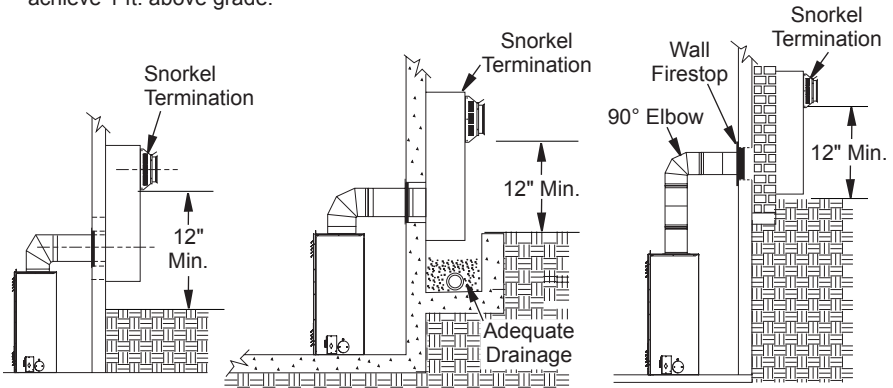 achieve 1 ft. above grade.
Snorkel
Termination
12"
Min.
Snorkel
Termination
12" Min.
Adequate
Drainage
Wall
Firestop
90° Elbow
Snorkel
Termination
12" Min.